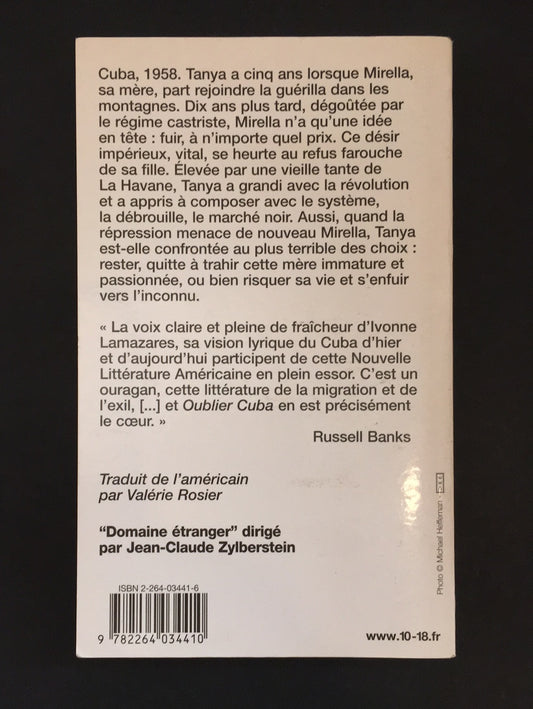 Cuba, 1958. Tanya a cinq ans lorsque Mirella,
sa mère, part rejoindre la guérilla dans les
montagnes. Dix ans plus tard, dégoûtée par
le régime castriste, Mirella n'a qu'une idée
en tête : fuir, à n'importe quel prix. Ce désir
impérieux, vital, se heurte au refus farouche
de sa fille. Élevée par une vieille tante de
La Havane, Tanya a grandi avec la révolution
et a appris à composer avec le système,
la débrouille, le marché noir. Aussi, quand la
répression menace de nouveau Mirella, Tanya
est-elle confrontée au plus terrible des choix :
rester, quitte à trahir cette mère immature et
passionnée, ou bien risquer sa vie et s'enfuir
vers l'inconnu.
« La voix claire et pleine de fraîcheur d'Ivonne
Lamazares, sa vision lyrique du Cuba d'hier
et d'aujourd'hui participent de cette Nouvelle
Littérature Américaine en plein essor. C'est un
ouragan, cette littérature de la migration et de
l'exil, [...] et Oublier Cuba en est précisément
le cœur. »
Russell Banks
Traduit de l'américain
par Valérie Rosier
"Domaine étranger" dirigé
par Jean-Claude Zylberstein
Photo © Michael Heffernan -
ISBN 2-264-03441-6
9 782264 034410
www.10-18.fr